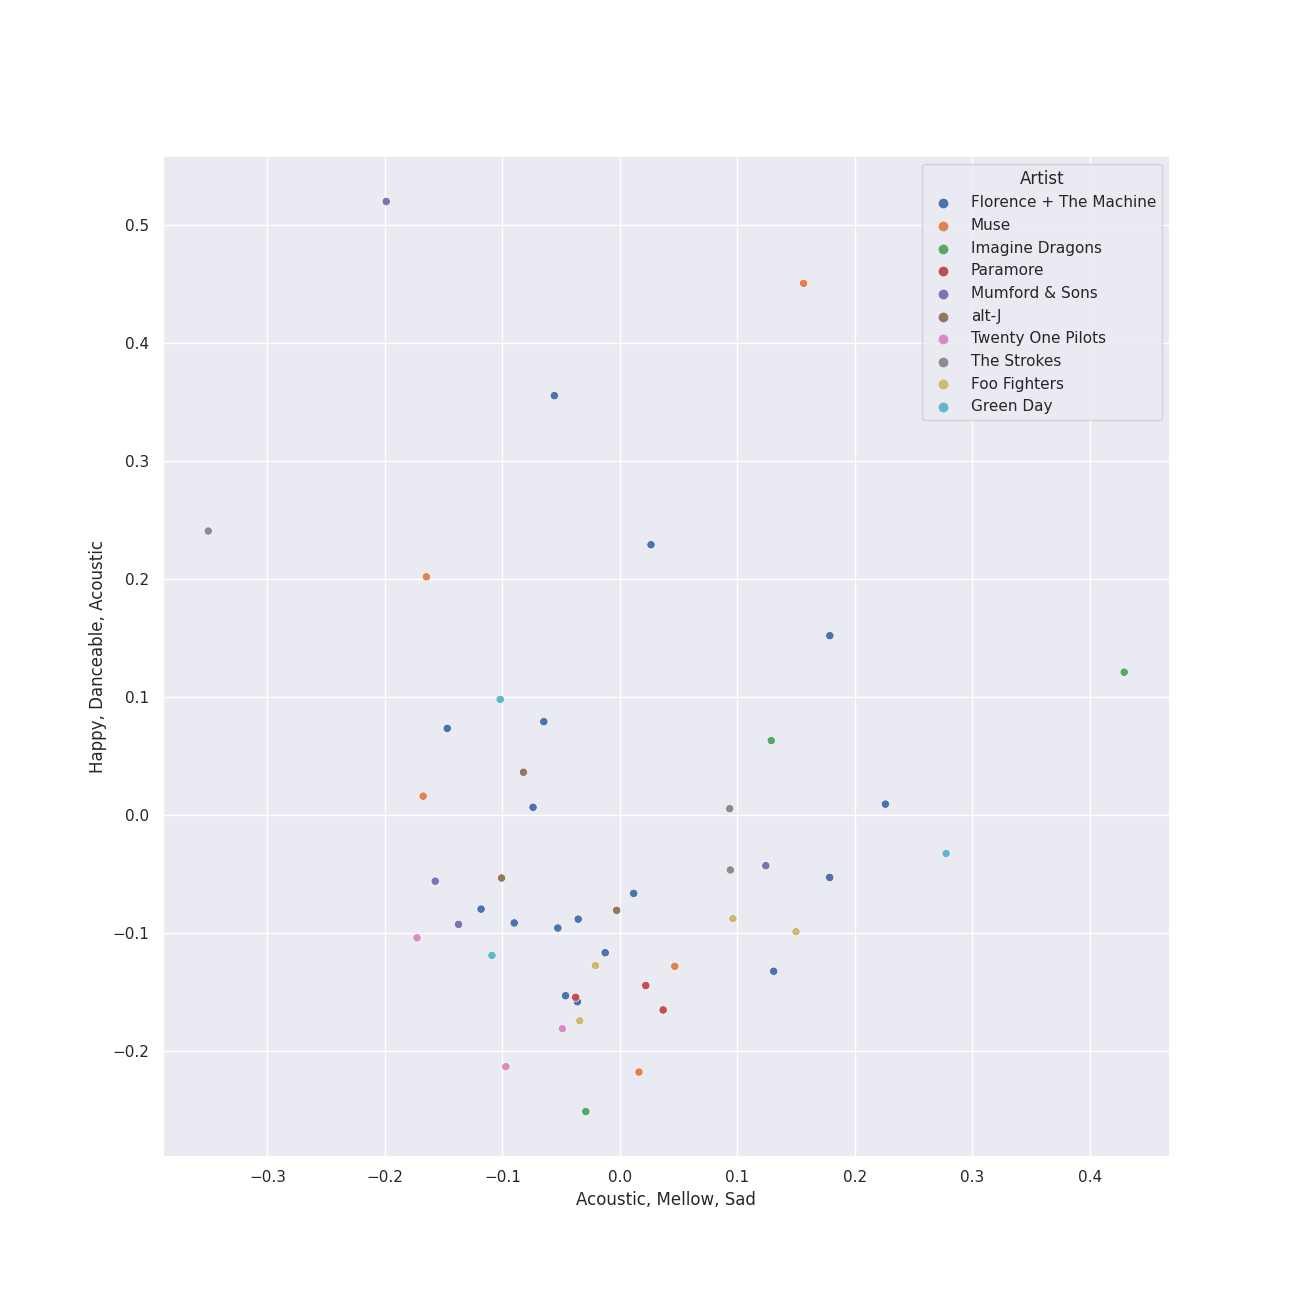 Artist
Florence + The Machine
Muse
Imagine Dragons
Paramore
Mumford & Sons
alt-J
Twenty One Pilots
The Strokes
Foo Fighters
Green Day
Happy, Danceable, Acoustic
0.5
0.4
0.3
0.2
0.1
0.0
−0.1
−0.2
−0.3 −0.2 −0.1 0.0 0.1 0.2 0.3 0.4
Acoustic, Mellow, Sad